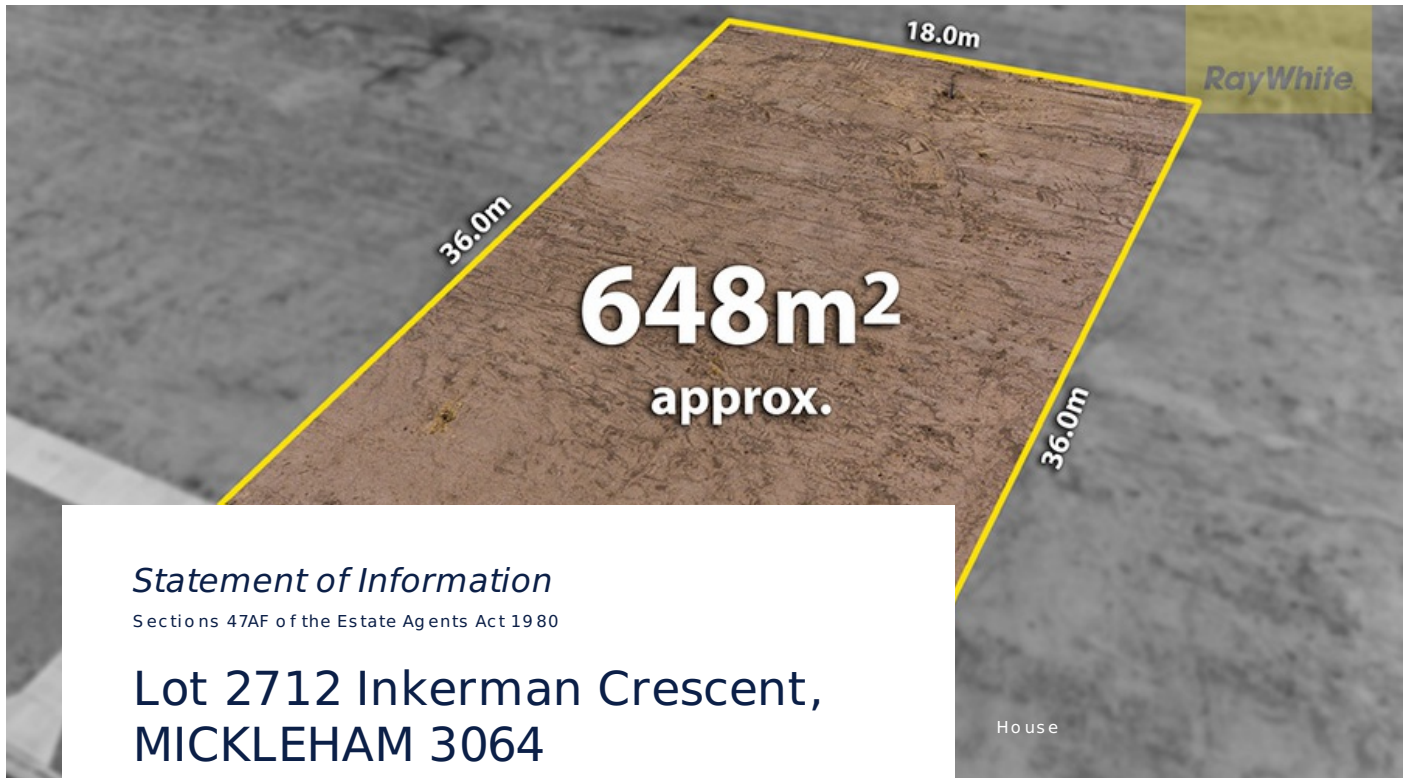 18.0m
RayWhite
36.0m
648m²
approx.
36.0m
Statement of Information
Sections 47AF of the Estate Agents Act 1980
Lot 2712 Inkerman Crescent,
MICKLEHAM 3064
House